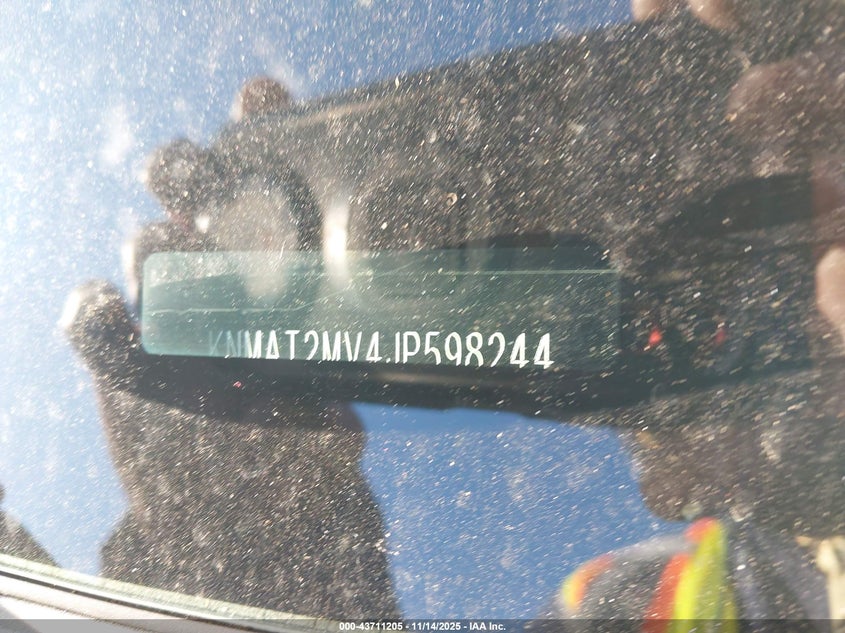 KNMAT2MV4JP598244
000-43711205 - 11/14/2025 - IAA Inc.